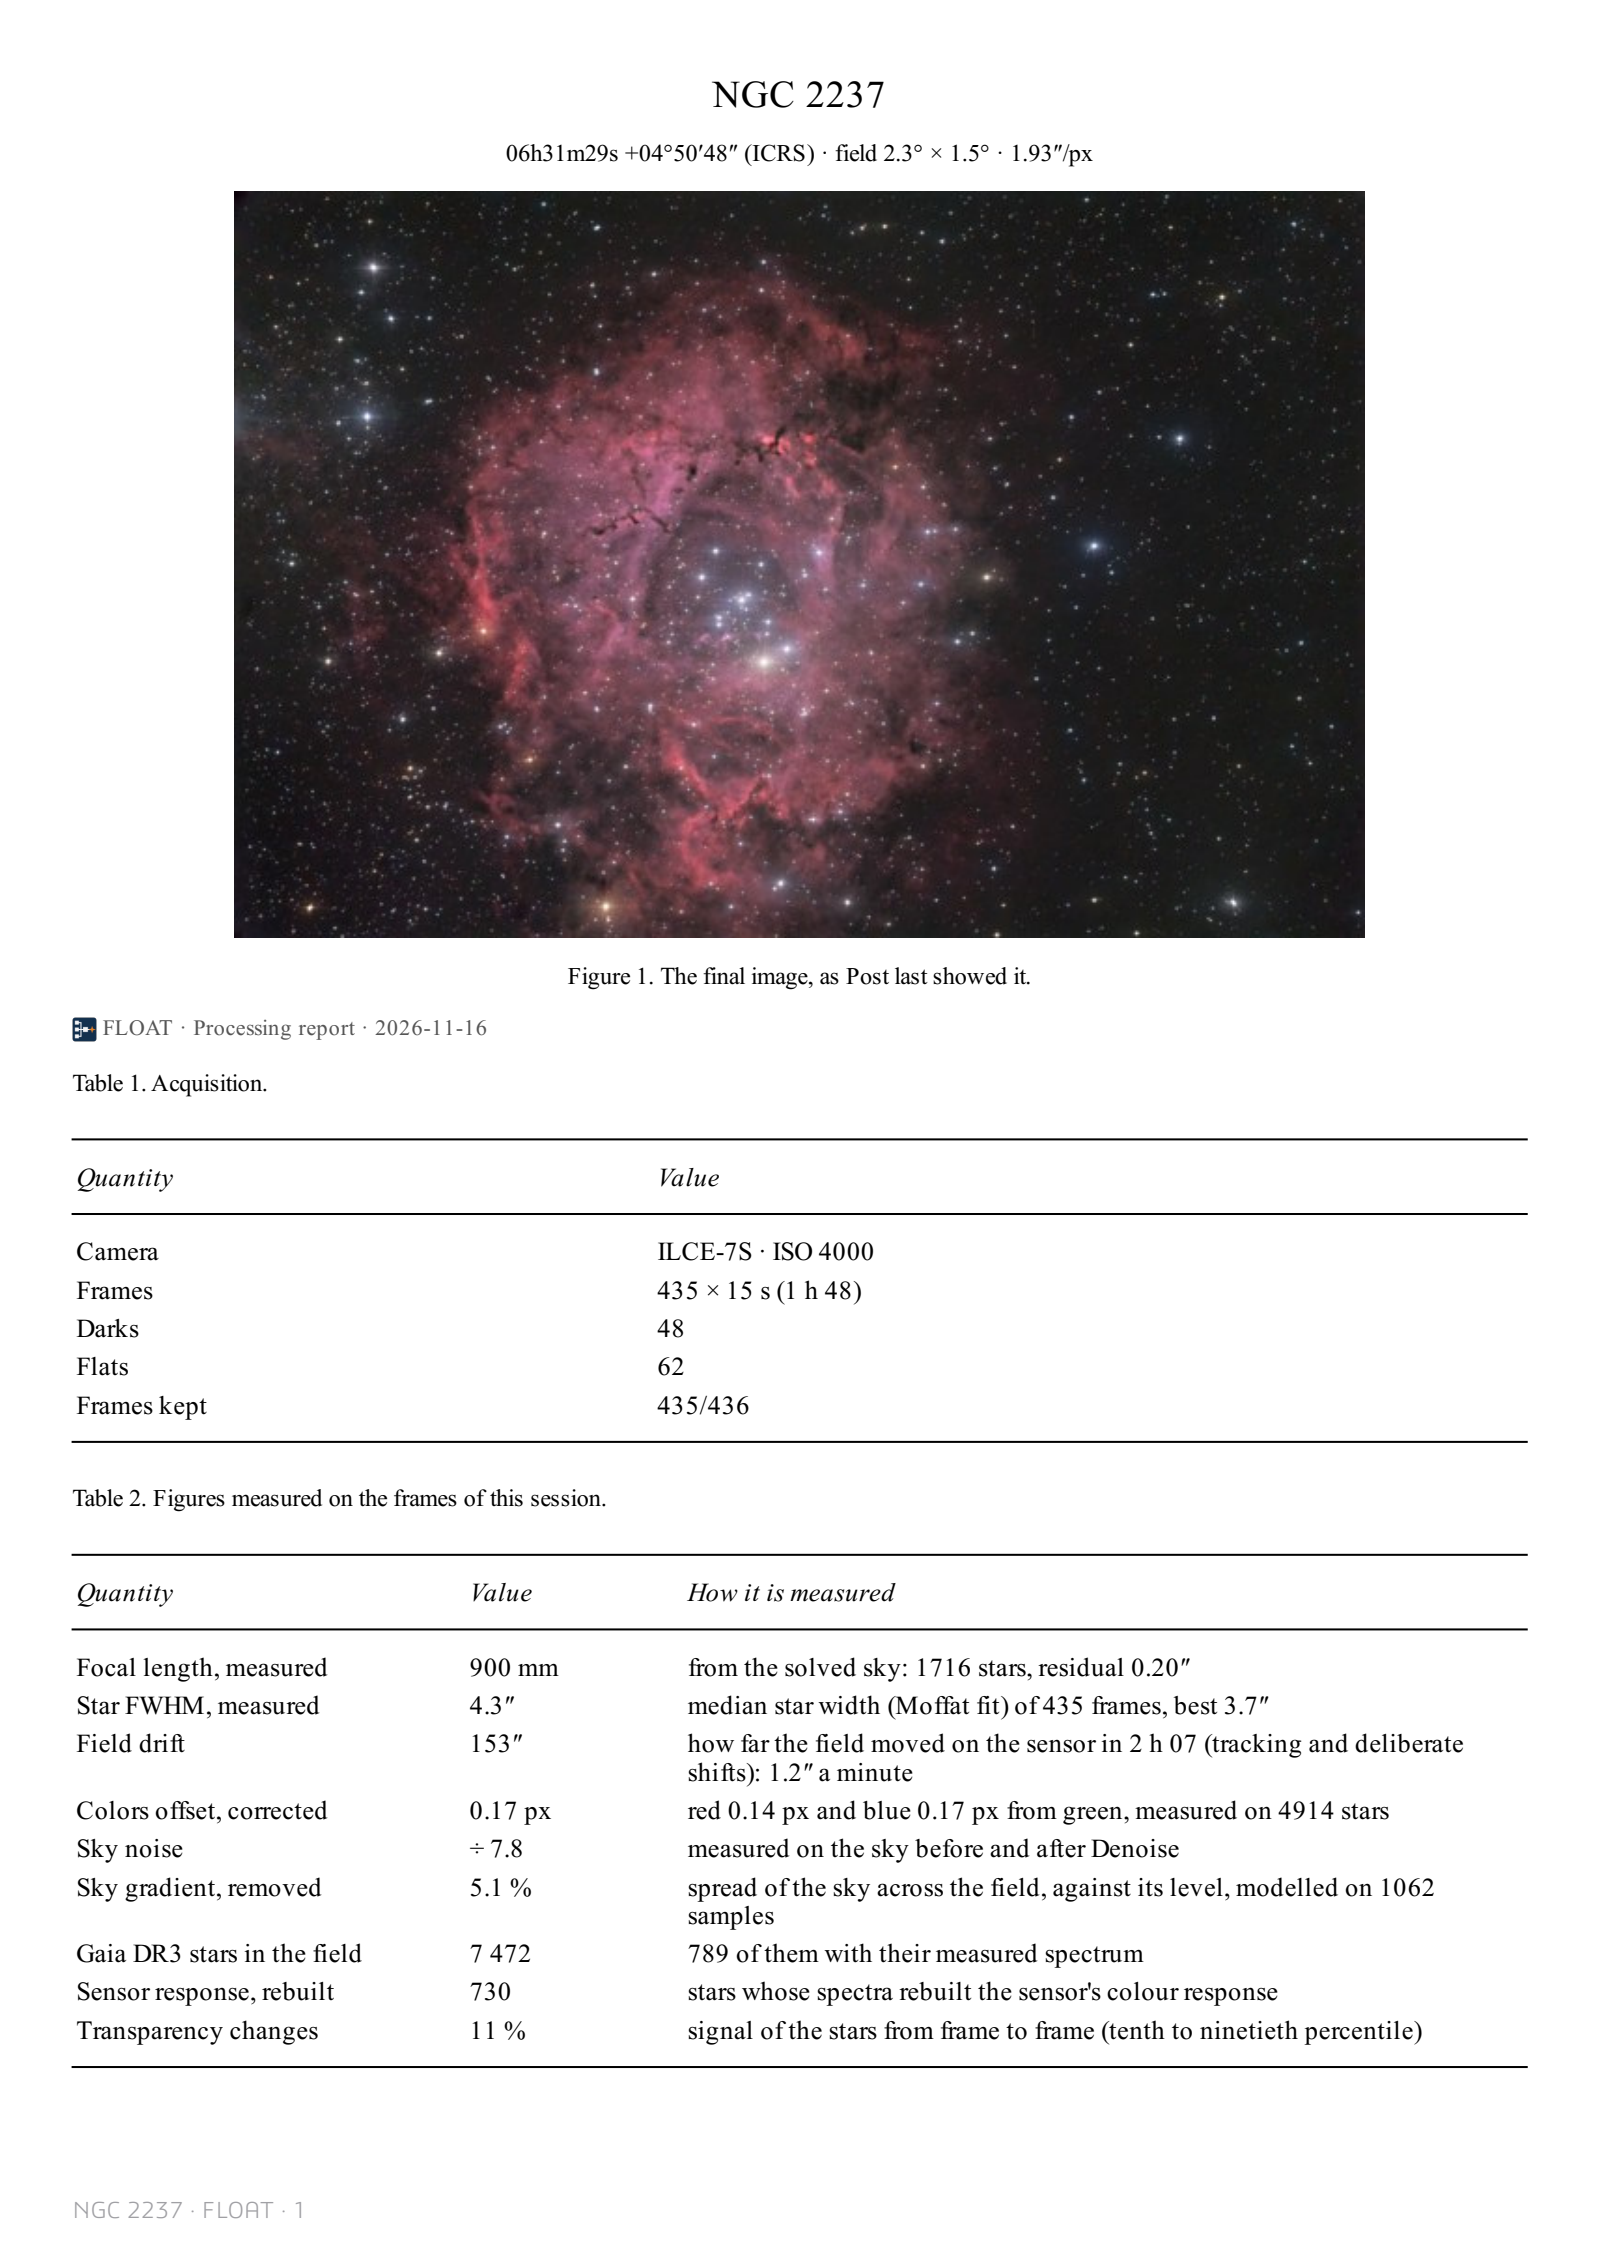 NGC 2237
06h31m29s +04°50′48″ (ICRS) · field 2.3° × 1.5° · 1.93″/px
Figure 1. The final image, as Post last showed it.
FLOAT · Processing report · 2026-11-16
Table 1. Acquisition.
Quantity Value
Camera ILCE-7S · ISO 4000
Frames 435 × 15 s (1 h 48)
Darks 48
Flats 62
Frames kept 435/436
Table 2. Figures measured on the frames of this session.
Quantity Value How it is measured
Focal length, measured 900 mm from the solved sky: 1716 stars, residual 0.20″
Star FWHM, measured 4.3″ median star width (Moffat fit) of 435 frames, best 3.7″
Field drift 153″ how far the field moved on the sensor in 2 h 07 (tracking and deliberate
shifts): 1.2″ a minute
Colors offset, corrected 0.17 px red 0.14 px and blue 0.17 px from green, measured on 4914 stars
Sky noise ÷ 7.8 measured on the sky before and after Denoise
Sky gradient, removed 5.1 % spread of the sky across the field, against its level, modelled on 1062
samples
Gaia DR3 stars in the field 7 472 789 of them with their measured spectrum
Sensor response, rebuilt 730 stars whose spectra rebuilt the sensor's colour response
Transparency changes 11 % signal of the stars from frame to frame (tenth to ninetieth percentile)
NGC 2237 · FLOAT · 1